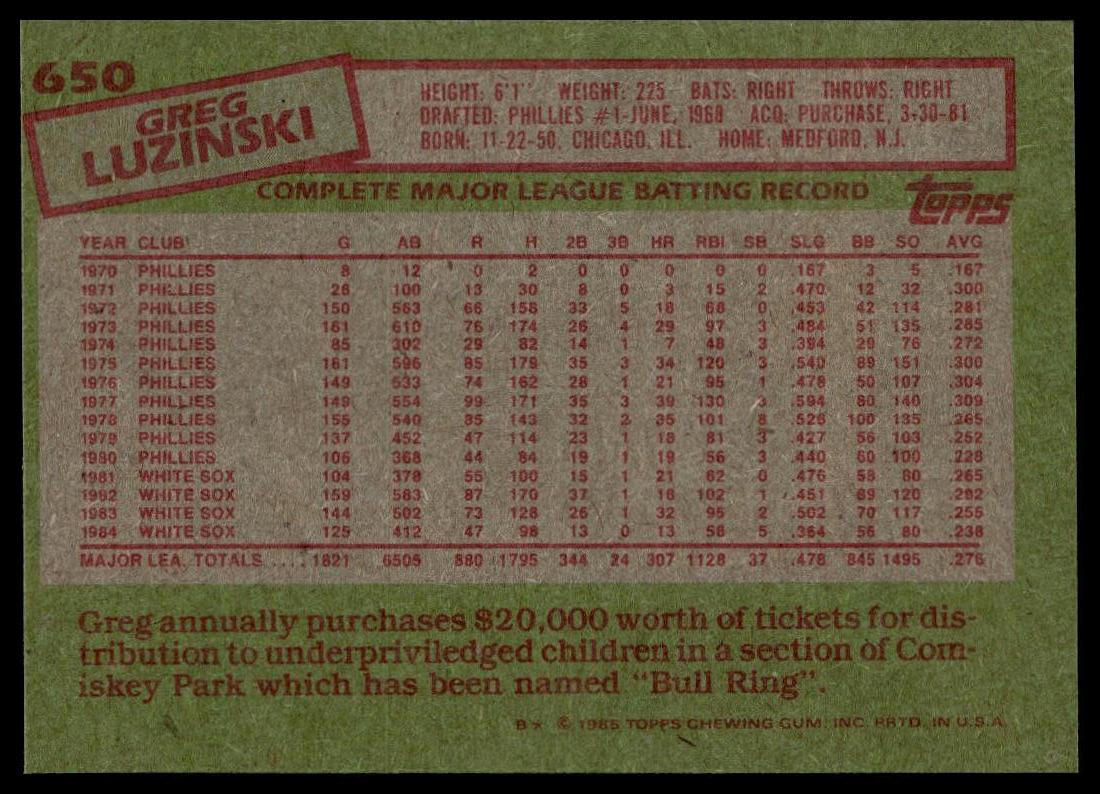 650
GREG
LUZINSKI
HEIGHT: 6'1" WEIGHT: 225 BATS: RIGHT THROWS: RIGHT
DRAFTED: PHILLIES #1-JUNE, 1968 ACQ: PURCHASE, 3-30-81
BORN: 11-22-50, CHICAGO, ILL. HOME: MEDFORD, N.J.
COMPLETE MAJOR LEAGUE BATTING RECORD
topps
YEAR CLUB G AB R H 2B 3B HR RBI SB SLG BB SO AVG
1970 PHILLIES 8 12 0 2 0 0 0 0 0 .167 3 5 .167
1971 PHILLIES 28 100 13 30 8 0 3 15 2 .470 12 32 .300
1972 PHILLIES 150 563 66 158 33 5 18 68 0 .453 42 114 .281
1973 PHILLIES 161 610 76 174 26 4 29 97 3 .484 51 135 .285
1974 PHILLIES 85 302 29 82 14 1 7 48 3 .394 29 76 .272
1975 PHILLIES 161 596 85 179 35 3 34 120 3 .540 89 151 .300
1976 PHILLIES 149 533 74 162 28 1 21 95 1 .478 50 107 .304
1977 PHILLIES 149 554 99 171 35 3 39 130 3 .594 80 140 .309
1978 PHILLIES 155 540 85 143 32 2 35 101 8 .526 100 135 .265
1979 PHILLIES 137 452 47 114 23 1 18 81 3 .427 56 103 .252
1980 PHILLIES 106 368 44 84 19 1 19 56 3 .440 60 100 .228
1981 WHITE SOX 104 378 55 100 15 1 21 62 0 .476 58 80 .265
1982 WHITE SOX 159 583 87 170 37 1 18 102 1 .451 89 120 .292
1983 WHITE SOX 144 502 73 128 26 1 32 95 2 .502 70 117 .255
1984 WHITE SOX 125 412 47 98 13 0 13 58 5 .364 56 80 .238
MAJOR LEA. TOTALS .... 1821 6505 880 1795 344 24 307 1128 37 .478 845 1495 .276
Greg annually purchases $20,000 worth of tickets for dis-
tribution to underpriviledged children in a section of Com-
iskey Park which has been named "Bull Ring".
B* © 1985 TOPPS CHEWING GUM, INC. PRTD. IN U.S.A.